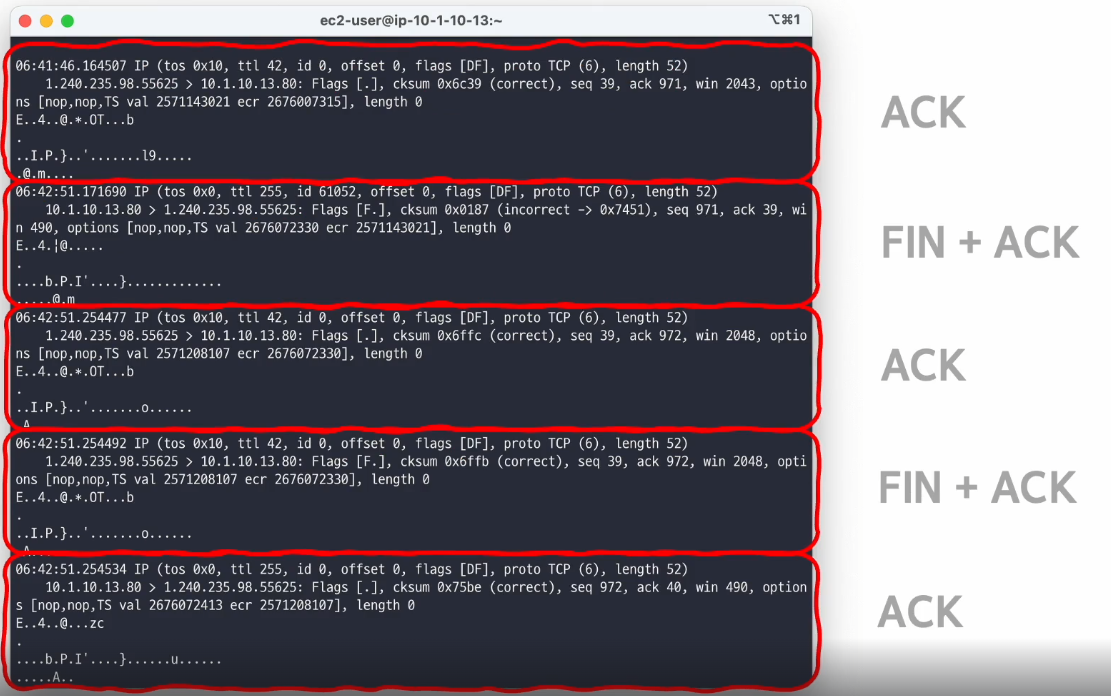 ec2-user@ip-10-1-10-13:~
⌥⌘1
06:41:46.164507 IP (tos 0x10, ttl 42, id 0, offset 0, flags [DF], proto TCP (6), length 52)
1.240.235.98.55625 > 10.1.10.13.80: Flags [.], cksum 0x6c39 (correct), seq 39, ack 971, win 2043, optio
ns [nop,nop,TS val 2571143021 ecr 2676007315], length 0
E..4..@.*.OT...b
.
..I.P.}..'.......l9.....
.@.m....
ACK
06:42:51.171690 IP (tos 0x0, ttl 255, id 61052, offset 0, flags [DF], proto TCP (6), length 52)
10.1.10.13.80 > 1.240.235.98.55625: Flags [F.], cksum 0x0187 (incorrect -> 0x7451), seq 971, ack 39, wi
n 490, options [nop,nop,TS val 2676072330 ecr 2571143021], length 0
E..4.¦@.....
.
....b.P.I'....}.............
.....@.m
FIN + ACK
06:42:51.254477 IP (tos 0x10, ttl 42, id 0, offset 0, flags [DF], proto TCP (6), length 52)
1.240.235.98.55625 > 10.1.10.13.80: Flags [.], cksum 0x6ffc (correct), seq 39, ack 972, win 2048, optio
ns [nop,nop,TS val 2571208107 ecr 2676072330], length 0
E..4..@.*.OT...b
.
..I.P.}..'.......o......
.A
ACK
06:42:51.254492 IP (tos 0x10, ttl 42, id 0, offset 0, flags [DF], proto TCP (6), length 52)
1.240.235.98.55625 > 10.1.10.13.80: Flags [F.], cksum 0x6ffb (correct), seq 39, ack 972, win 2048, opti
ons [nop,nop,TS val 2571208107 ecr 2676072330], length 0
E..4..@.*.OT...b
.
..I.P.}..'.......o......
.A....
FIN + ACK
06:42:51.254534 IP (tos 0x0, ttl 255, id 0, offset 0, flags [DF], proto TCP (6), length 52)
10.1.10.13.80 > 1.240.235.98.55625: Flags [.], cksum 0x75be (correct), seq 972, ack 40, win 490, option
s [nop,nop,TS val 2676072413 ecr 2571208107], length 0
E..4..@...zc
.
....b.P.I'....}......u......
.....A..
ACK